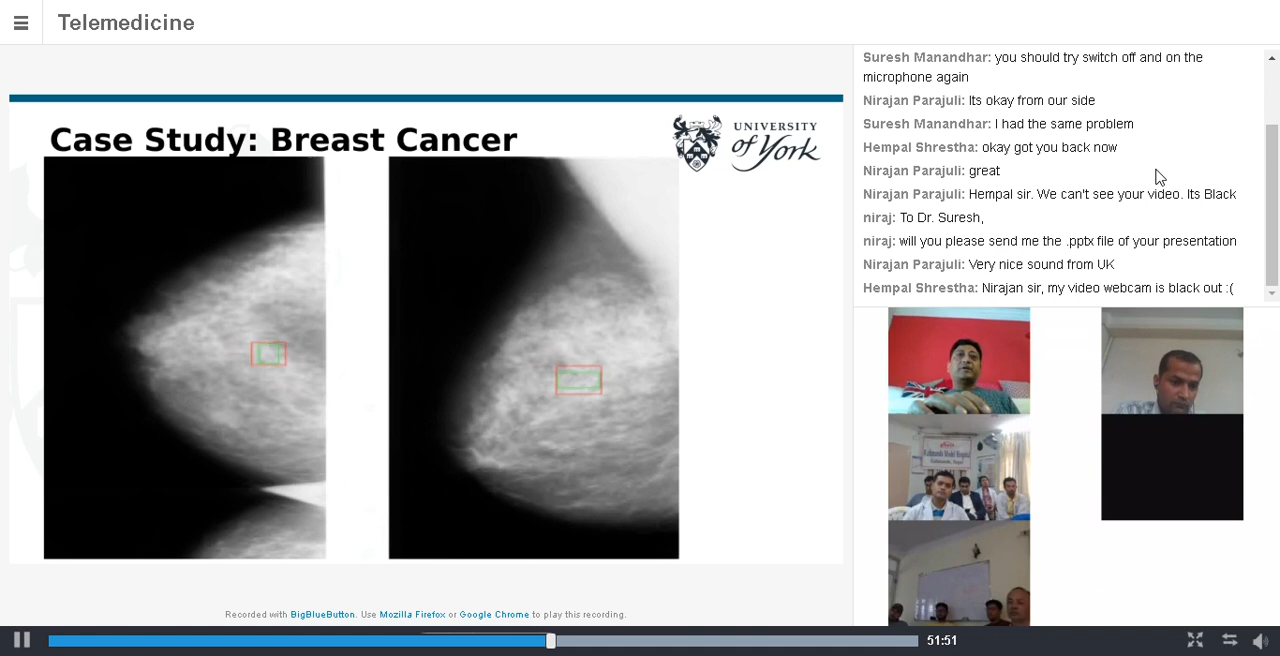 Telemedicine
Case Study: Breast Cancer
UNIVERSITY
of York
Suresh Manandhar: you should try switch off and on the
microphone again
Nirajan Parajuli: Its okay from our side
Suresh Manandhar: I had the same problem
Hempal Shrestha: okay got you back now
Nirajan Parajuli: great
Nirajan Parajuli: Hempal sir. We can't see your video. Its Black
niraj: To Dr. Suresh,
niraj: will you please send me the .pptx file of your presentation
Nirajan Parajuli: Very nice sound from UK
Hempal Shrestha: Nirajan sir, my video webcam is black out :(
Kathmandu Model Hospital
Recorded with BigBlueButton. Use Mozilla Firefox or Google Chrome to play this recording.
51:51